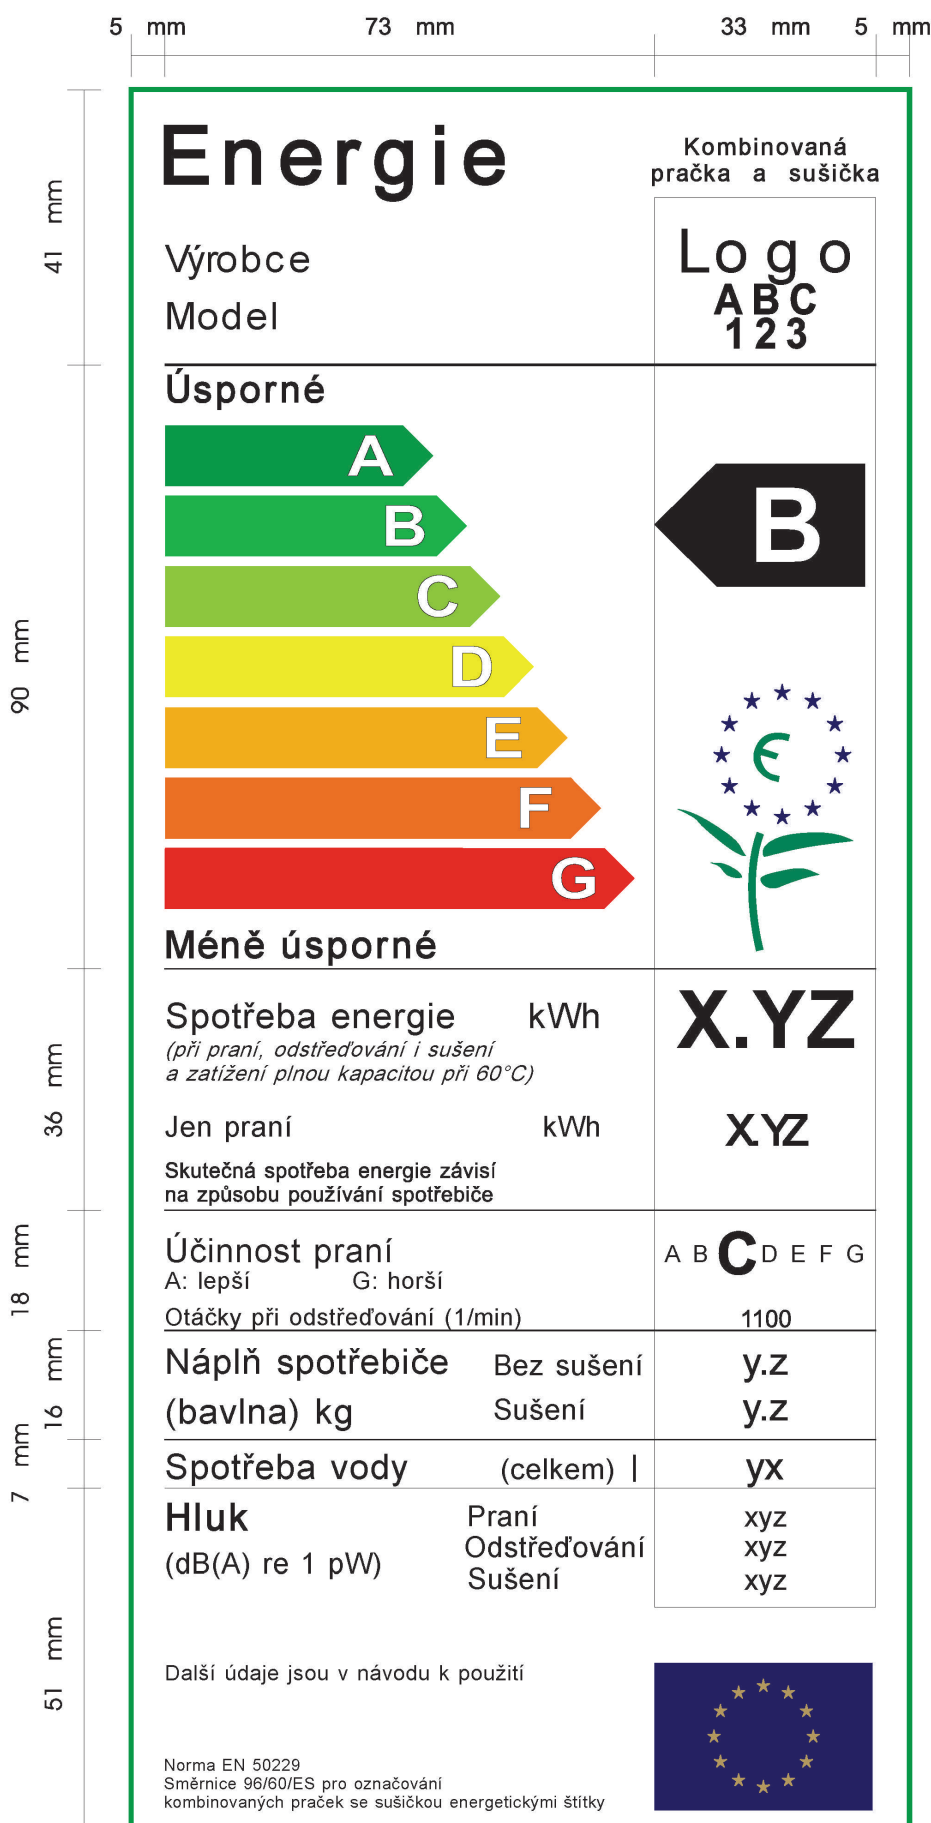 5 mm 73 mm 33 mm 5 mm
Energie
Kombinovaná
pračka a sušička
41 mm
Výrobce
Model
Logo
ABC
123
Úsporné
A
B
B
C
D
E
F
G
90 mm
Méně úsporné
Spotřeba energie kWh X.YZ
(při praní, odstřeďování i sušení
a zatížení plnou kapacitou při 60°C)
36 mm
Jen praní kWh X.YZ
Skutečná spotřeba energie závisí
na způsobu používání spotřebiče
18 mm
Účinnost praní A B C D E F G
A: lepší G: horší
Otáčky při odstřeďování (1/min) 1100
16 mm
Náplň spotřebiče Bez sušení y.z
(bavlna) kg Sušení y.z
7 mm
Spotřeba vody (celkem) l yx
Hluk Praní xyz
(dB(A) re 1 pW) Odstřeďování xyz
Sušení xyz
51 mm
Další údaje jsou v návodu k použití
Norma EN 50229
Směrnice 96/60/ES pro označování
kombinovaných praček se sušičkou energetickými štítky